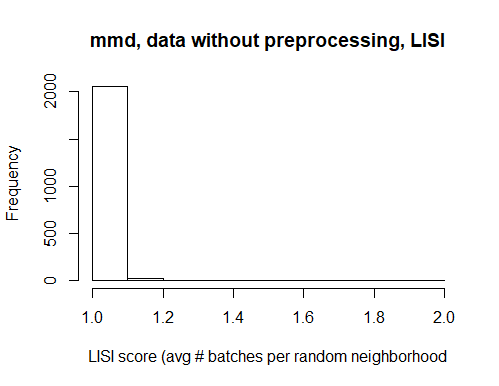 mmd, data without preprocessing, LISI
2000
1000
500
0
Frequency
1.0 1.2 1.4 1.6 1.8 2.0
LISI score (avg # batches per random neighborhood